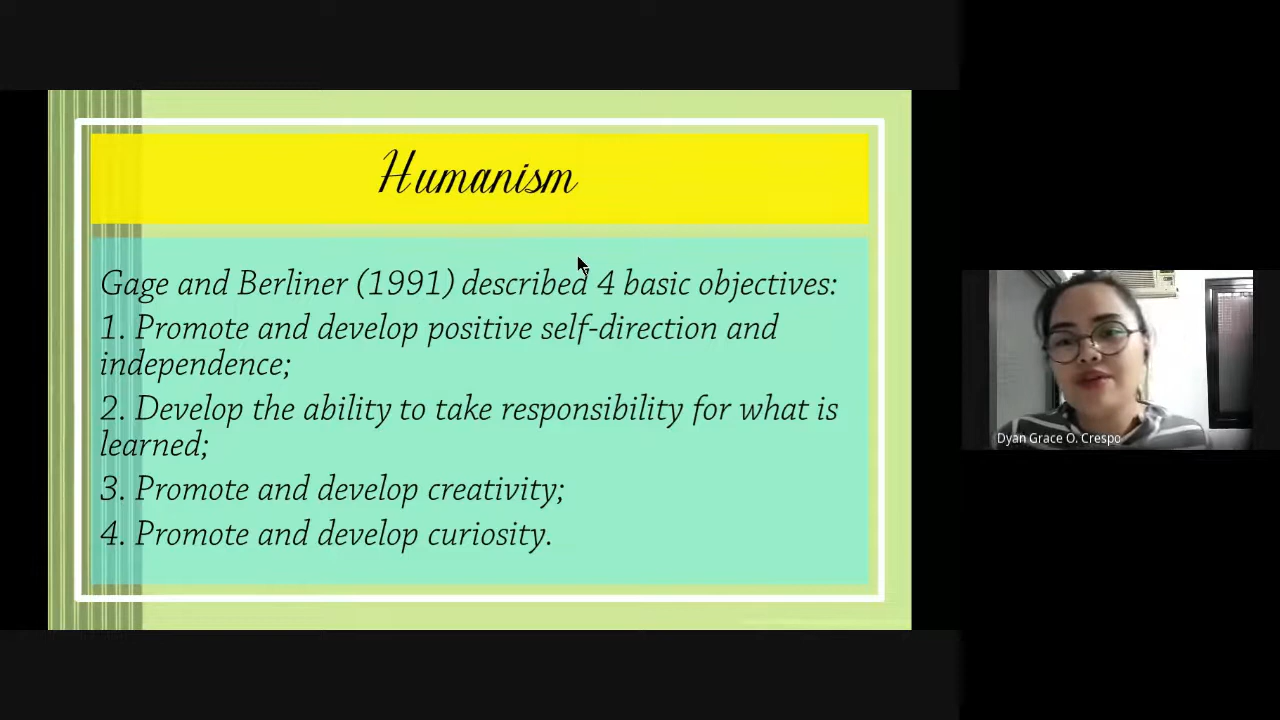 Humanism
Gage and Berliner (1991) described 4 basic objectives:
1. Promote and develop positive self-direction and
independence;
2. Develop the ability to take responsibility for what is
learned;
3. Promote and develop creativity;
4. Promote and develop curiosity.
Dyan Grace O. Crespo